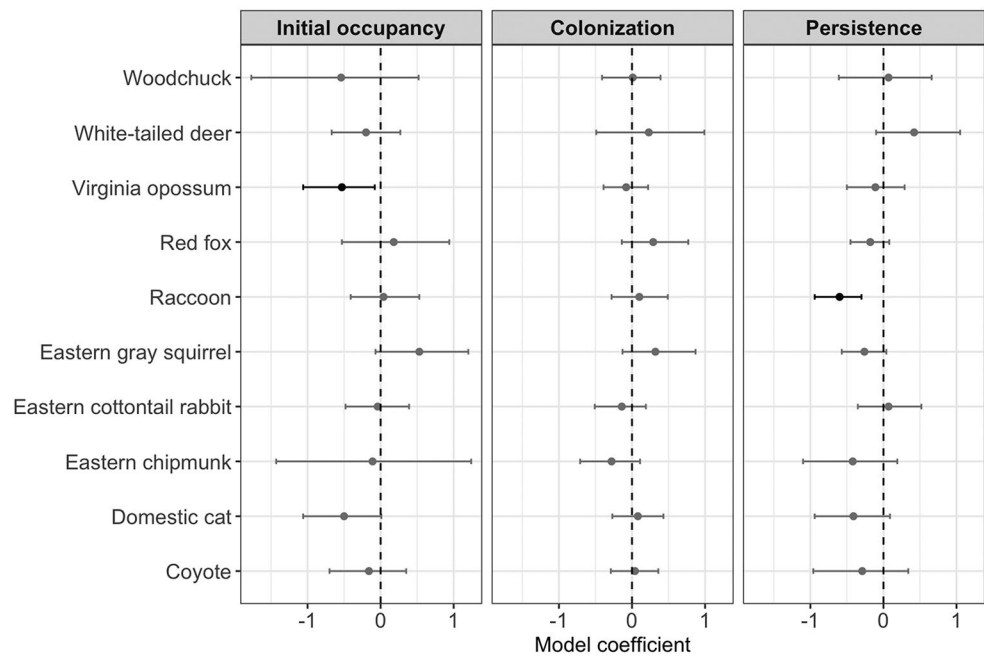 Initial occupancy
Colonization
Persistence
Woodchuck
White-tailed deer
Virginia opossum
Red fox
Raccoon
Eastern gray squirrel
Eastern cottontail rabbit
Eastern chipmunk
Domestic cat
Coyote
-1 0 1 -1 0 1 -1 0 1
Model coefficient